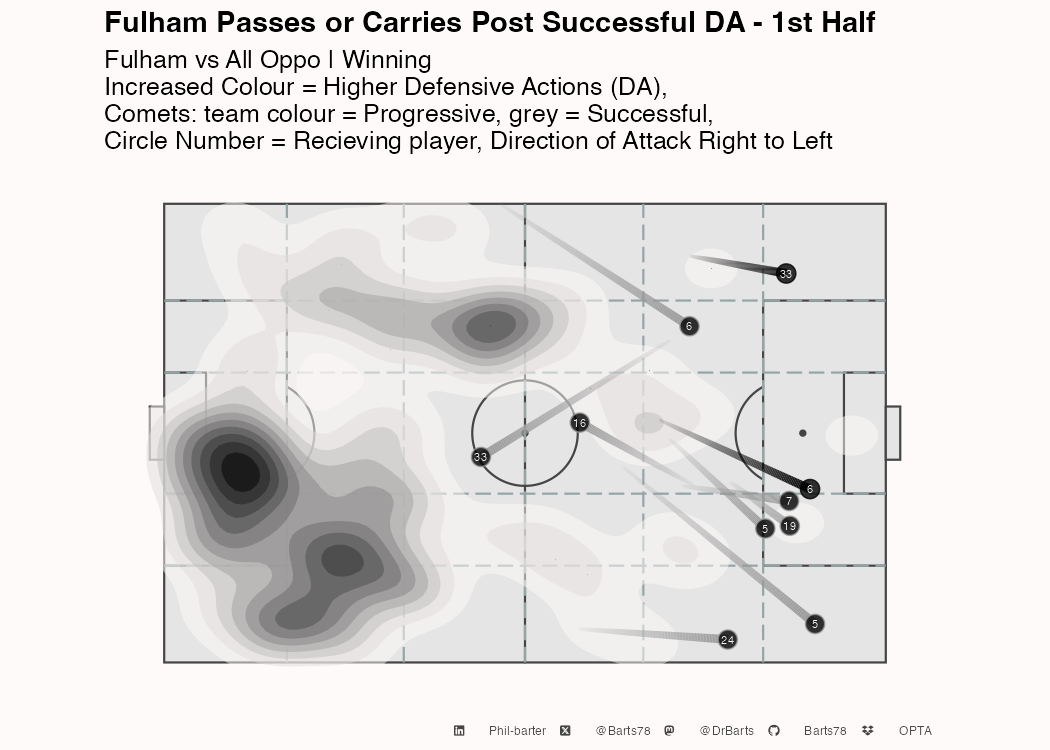 Fulham Passes or Carries Post Successful DA - 1st Half
Fulham vs All Oppo | Winning
Increased Colour = Higher Defensive Actions (DA),
Comets: team colour = Progressive, grey = Successful,
Circle Number = Recieving player, Direction of Attack Right to Left
33
6
16
33
6
7
19
5
5
24
Phil-barter @Barts78 @DrBarts Barts78 OPTA